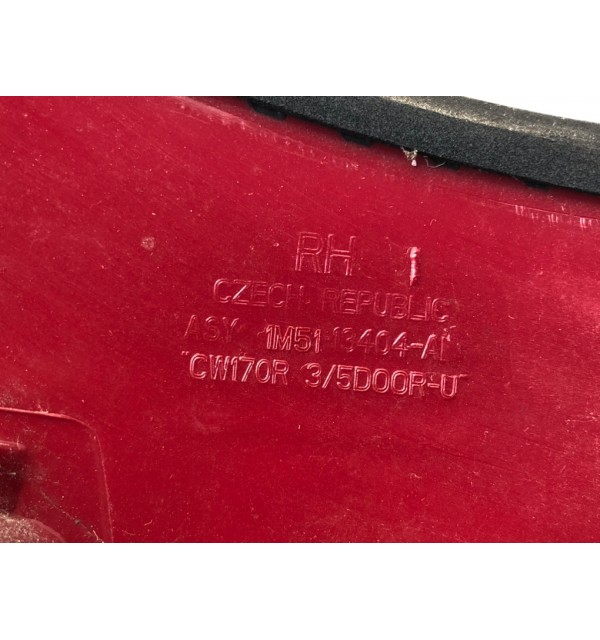 RH
CZECH REPUBLIC
ASY 1M51-13404-A
"CW170R 3/5DOOR-U